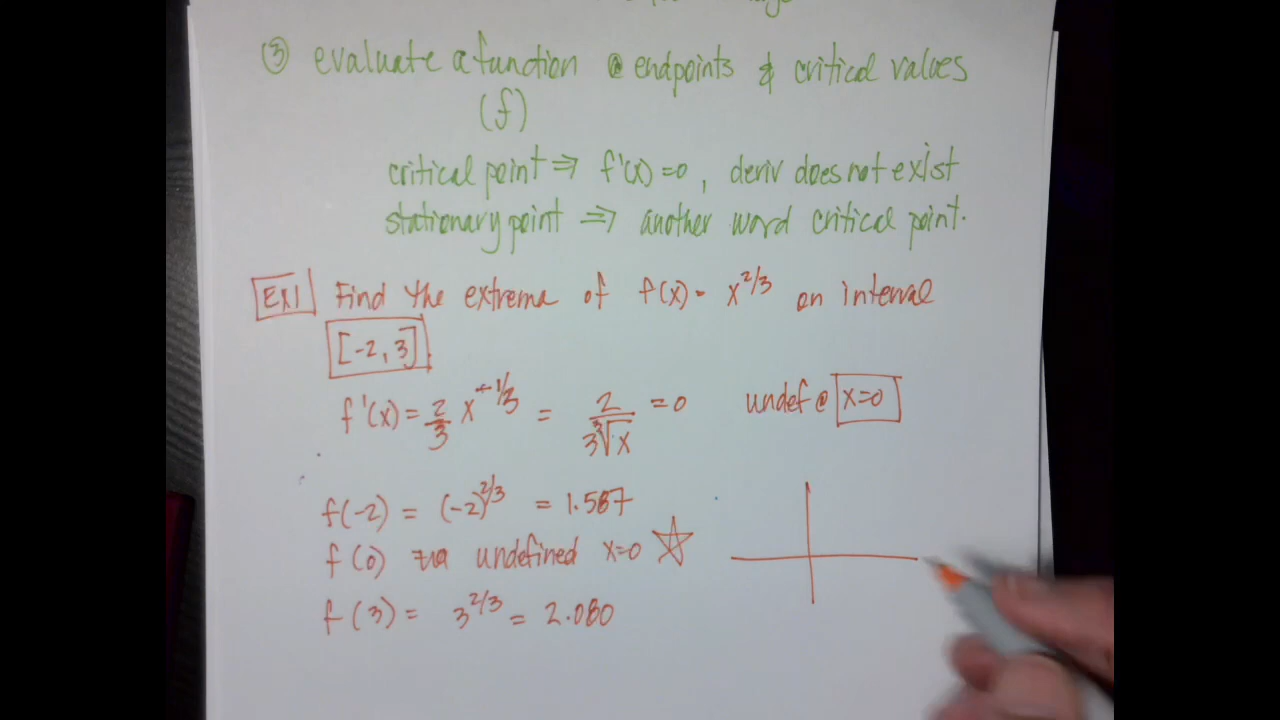 ③ evaluate a function @ endpoints & critical values
(f)
critical point ⇒ f'(x)=0, deriv does not exist
stationary point ⇒ another word critical point.
EX1 Find the extrema of f(x) = x^2/3 on interval
[-2, 3]
f'(x) = 2/3 x^-1/3 = 2/(3∛x) = 0 undef @ x=0
f(-2) = (-2)^2/3 = 1.587
f(0) undefined x=0 ☆
f(3) = 3^2/3 = 2.080